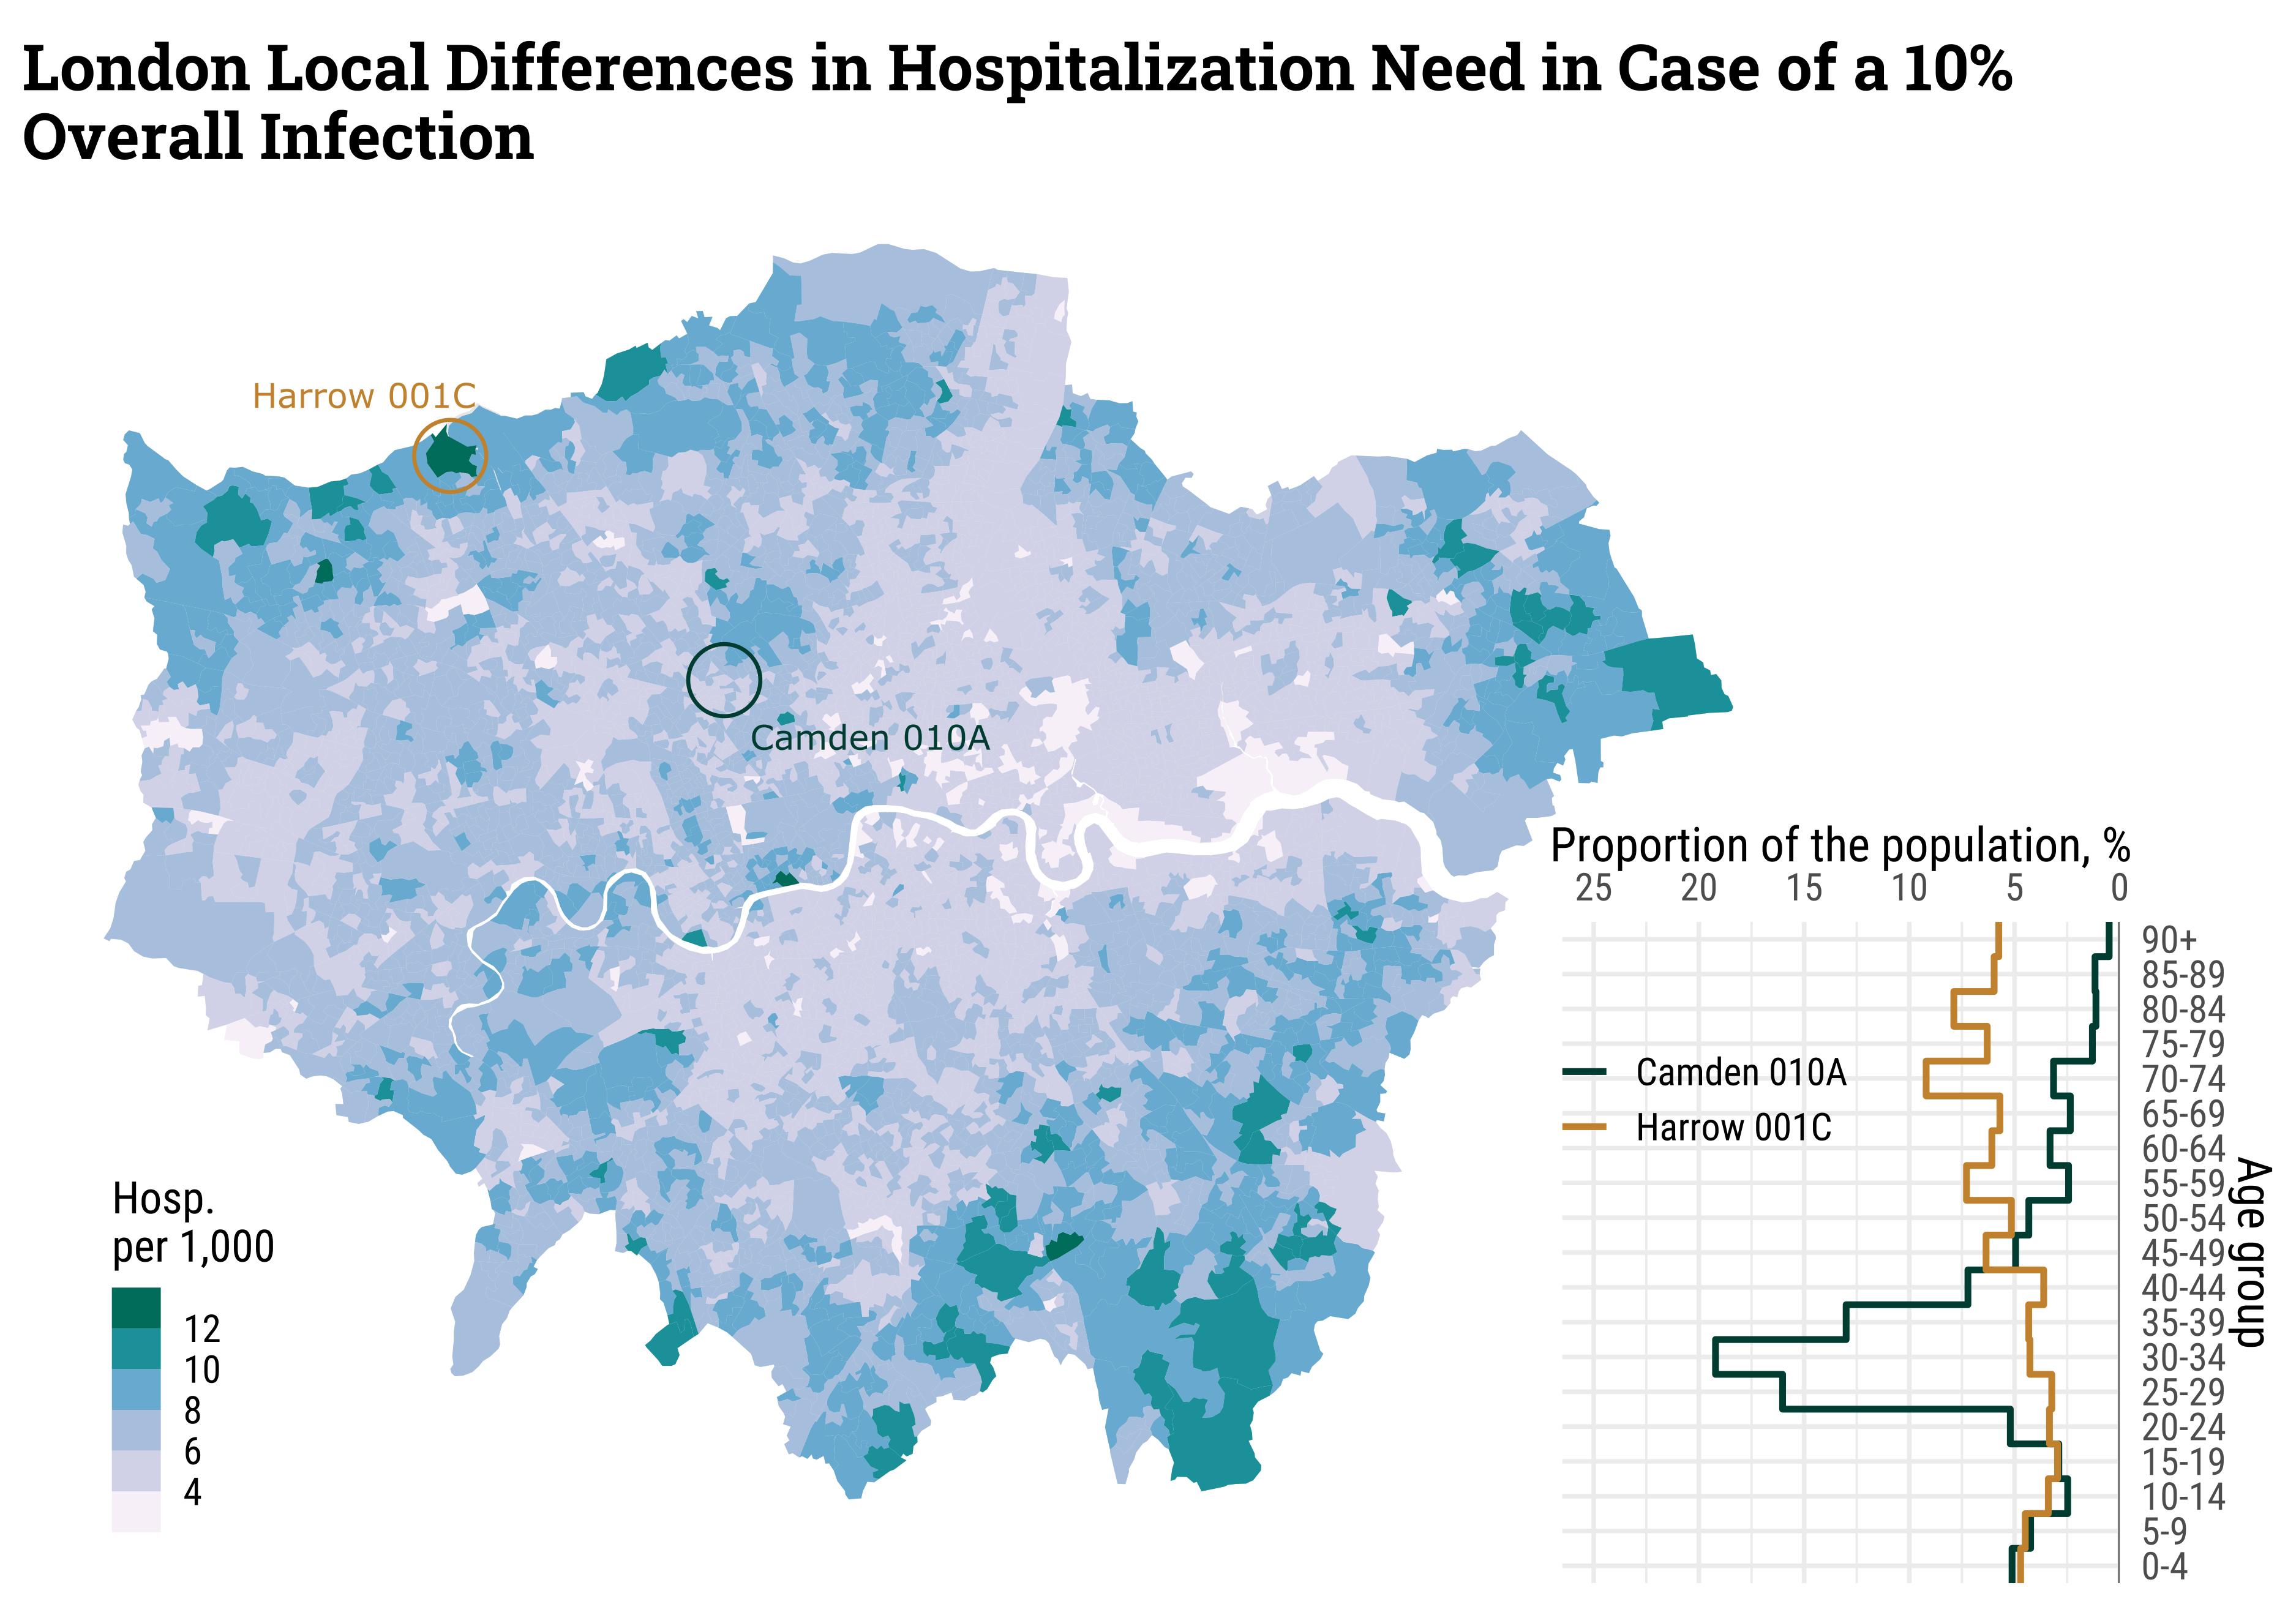 London Local Differences in Hospitalization Need in Case of a 10%
Overall Infection
Harrow 001C
Camden 010A
Hosp.
per 1,000
12
10
8
6
4
Proportion of the population, %
25 20 15 10 5 0
90+
85-89
80-84
75-79
70-74
65-69
60-64
55-59
50-54
45-49
40-44
35-39
30-34
25-29
20-24
15-19
10-14
5-9
0-4
Age group
Camden 010A
Harrow 001C